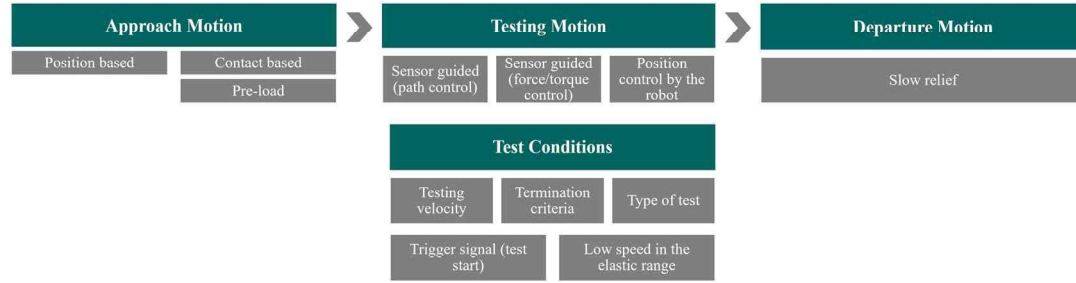 Approach Motion
Testing Motion
Departure Motion
Position based
Contact based
Pre-load
Sensor guided
(path control)
Sensor guided
(force/torque
control)
Position
control by the
robot
Slow relief
Test Conditions
Testing
velocity
Termination
criteria
Type of test
Trigger signal (test
start)
Low speed in the
elastic range